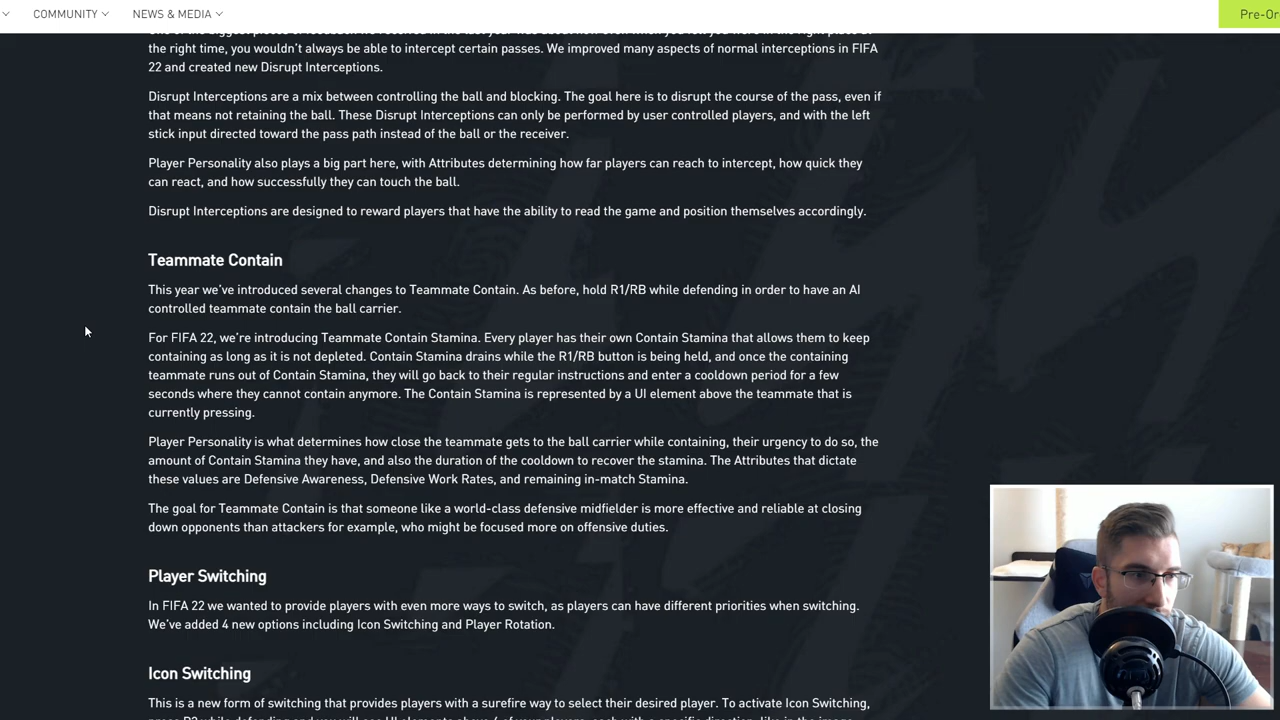 COMMUNITY
NEWS & MEDIA
Pre-Or
the right time, you wouldn't always be able to intercept certain passes. We improved many aspects of normal interceptions in FIFA
22 and created new Disrupt Interceptions.
Disrupt Interceptions are a mix between controlling the ball and blocking. The goal here is to disrupt the course of the pass, even if
that means not retaining the ball. These Disrupt Interceptions can only be performed by user controlled players, and with the left
stick input directed toward the pass path instead of the ball or the receiver.
Player Personality also plays a big part here, with Attributes determining how far players can reach to intercept, how quick they
can react, and how successfully they can touch the ball.
Disrupt Interceptions are designed to reward players that have the ability to read the game and position themselves accordingly.
Teammate Contain
This year we've introduced several changes to Teammate Contain. As before, hold R1/RB while defending in order to have an AI
controlled teammate contain the ball carrier.
For FIFA 22, we're introducing Teammate Contain Stamina. Every player has their own Contain Stamina that allows them to keep
containing as long as it is not depleted. Contain Stamina drains while the R1/RB button is being held, and once the containing
teammate runs out of Contain Stamina, they will go back to their regular instructions and enter a cooldown period for a few
seconds where they cannot contain anymore. The Contain Stamina is represented by a UI element above the teammate that is
currently pressing.
Player Personality is what determines how close the teammate gets to the ball carrier while containing, their urgency to do so, the
amount of Contain Stamina they have, and also the duration of the cooldown to recover the stamina. The Attributes that dictate
these values are Defensive Awareness, Defensive Work Rates, and remaining in-match Stamina.
The goal for Teammate Contain is that someone like a world-class defensive midfielder is more effective and reliable at closing
down opponents than attackers for example, who might be focused more on offensive duties.
Player Switching
In FIFA 22 we wanted to provide players with even more ways to switch, as players can have different priorities when switching.
We've added 4 new options including Icon Switching and Player Rotation.
Icon Switching
This is a new form of switching that provides players with a surefire way to select their desired player. To activate Icon Switching,